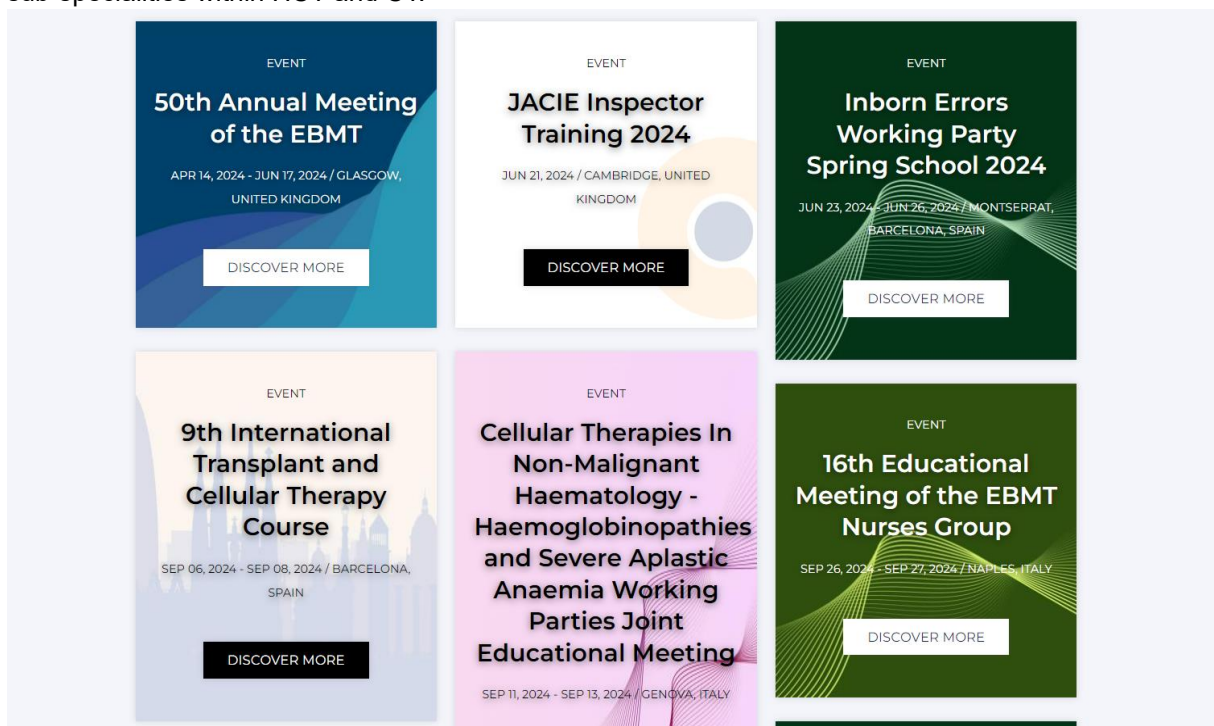 EVENT
50th Annual Meeting
of the EBMT
APR 14, 2024 - JUN 17, 2024 / GLASGOW,
UNITED KINGDOM
DISCOVER MORE
EVENT
JACIE Inspector
Training 2024
JUN 21, 2024 / CAMBRIDGE, UNITED
KINGDOM
DISCOVER MORE
EVENT
Inborn Errors
Working Party
Spring School 2024
JUN 23, 2024 - JUN 26, 2024 / MONTSERRAT,
BARCELONA, SPAIN
DISCOVER MORE
EVENT
9th International
Transplant and
Cellular Therapy
Course
SEP 06, 2024 - SEP 08, 2024 / BARCELONA,
SPAIN
DISCOVER MORE
EVENT
Cellular Therapies In
Non-Malignant
Haematology -
Haemoglobinopathies
and Severe Aplastic
Anaemia Working
Parties Joint
Educational Meeting
SEP 11, 2024 - SEP 13, 2024 / GENOVA, ITALY
EVENT
16th Educational
Meeting of the EBMT
Nurses Group
SEP 26, 2024 - SEP 27, 2024 / NAPLES, ITALY
DISCOVER MORE